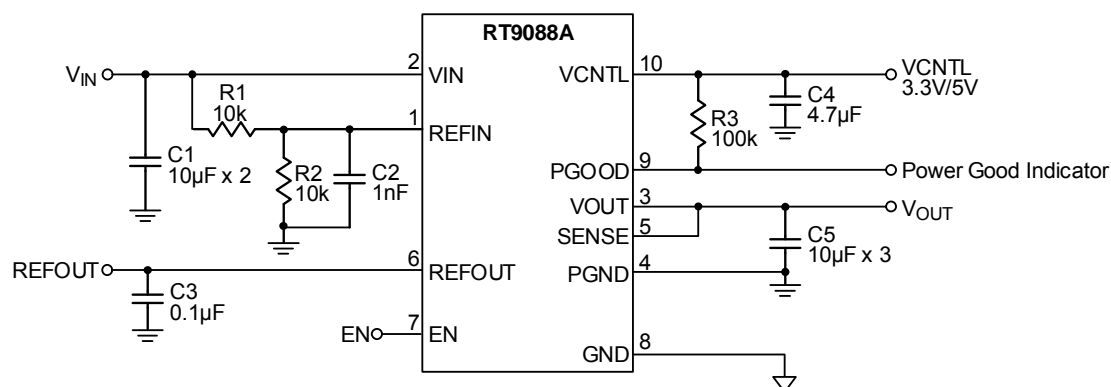 RT9088A
V_IN
2
VIN
R1
10k
1
REFIN
C1
10µF x 2
R2
10k
C2
1nF
REFOUT
6
REFOUT
C3
0.1µF
EN
7
EN
VCNTL
10
VCNTL
3.3V/5V
R3
100k
C4
4.7µF
PGOOD
9
Power Good Indicator
VOUT
3
V_OUT
SENSE
5
C5
10µF x 3
PGND
4
GND
8